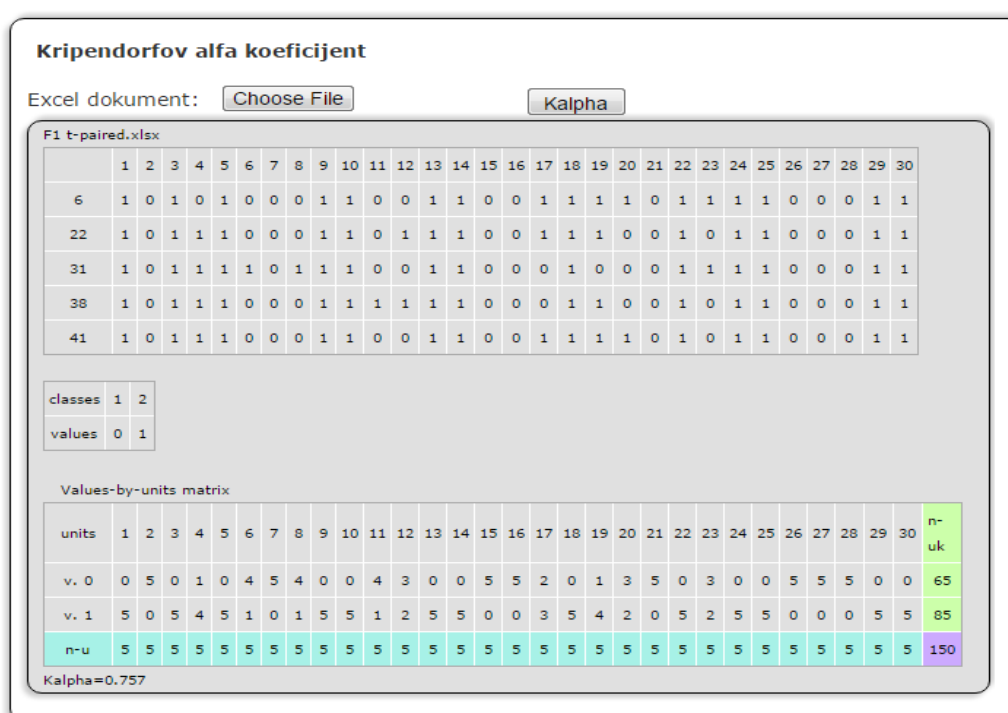 Kripendorfov alfa koeficijent
Excel dokument: Choose File Kalpha
F1 t-paired.xlsx
1 2 3 4 5 6 7 8 9 10 11 12 13 14 15 16 17 18 19 20 21 22 23 24 25 26 27 28 29 30
6 1 0 1 0 1 0 0 0 1 1 0 0 1 1 0 0 1 1 1 1 0 1 1 1 1 0 0 0 1 1
22 1 0 1 1 1 0 0 0 1 1 0 1 1 1 0 0 1 1 1 0 0 1 0 1 1 0 0 0 1 1
31 1 0 1 1 1 1 0 1 1 1 0 0 1 1 0 0 0 1 0 0 0 1 1 1 1 0 0 0 1 1
38 1 0 1 1 1 0 0 0 1 1 1 1 1 1 0 0 0 1 1 0 0 1 0 1 1 0 0 0 1 1
41 1 0 1 1 1 0 0 0 1 1 0 0 1 1 0 0 1 1 1 1 0 1 0 1 1 0 0 0 1 1
classes 1 2
values 0 1
Values-by-units matrix
units 1 2 3 4 5 6 7 8 9 10 11 12 13 14 15 16 17 18 19 20 21 22 23 24 25 26 27 28 29 30 n-uk
v. 0 0 5 0 1 0 4 5 4 0 0 4 3 0 0 5 5 2 0 1 3 5 0 3 0 0 5 5 5 0 0 65
v. 1 5 0 5 4 5 1 0 1 5 5 1 2 5 5 0 0 3 5 4 2 0 5 2 5 5 0 0 0 5 5 85
n-u 5 5 5 5 5 5 5 5 5 5 5 5 5 5 5 5 5 5 5 5 5 5 5 5 5 5 5 5 5 5 150
Kalpha=0.757